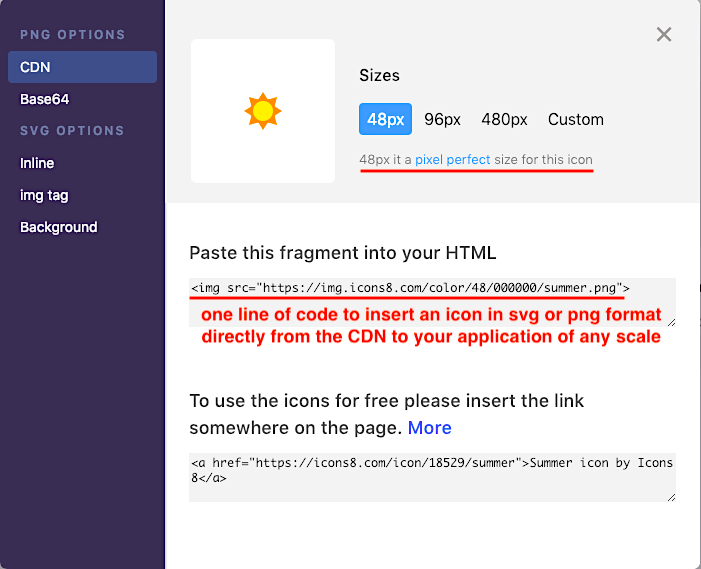 PNG OPTIONS
CDN
Base64
SVG OPTIONS
Inline
img tag
Background
Sizes
48px 96px 480px Custom
48px it a pixel perfect size for this icon
Paste this fragment into your HTML
<img src="https://img.icons8.com/color/48/000000/summer.png">
one line of code to insert an icon in svg or png format
directly from the CDN to your application of any scale
To use the icons for free please insert the link
somewhere on the page. More
<a href="https://icons8.com/icon/18529/summer">Summer icon by Icons
8</a>